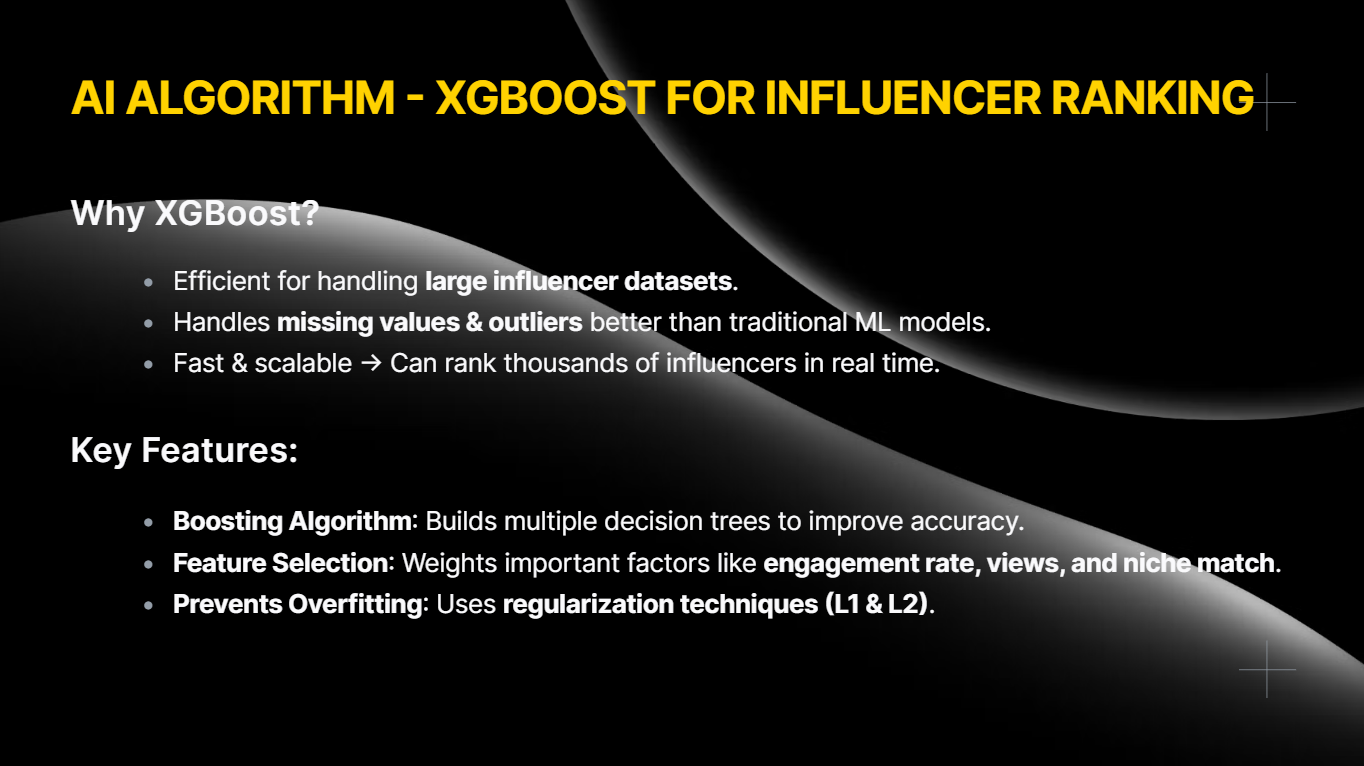 AI ALGORITHM - XGBOOST FOR INFLUENCER RANKING
Why XGBoost?
• Efficient for handling large influencer datasets.
• Handles missing values & outliers better than traditional ML models.
• Fast & scalable → Can rank thousands of influencers in real time.
Key Features:
• Boosting Algorithm: Builds multiple decision trees to improve accuracy.
• Feature Selection: Weights important factors like engagement rate, views, and niche match.
• Prevents Overfitting: Uses regularization techniques (L1 & L2).